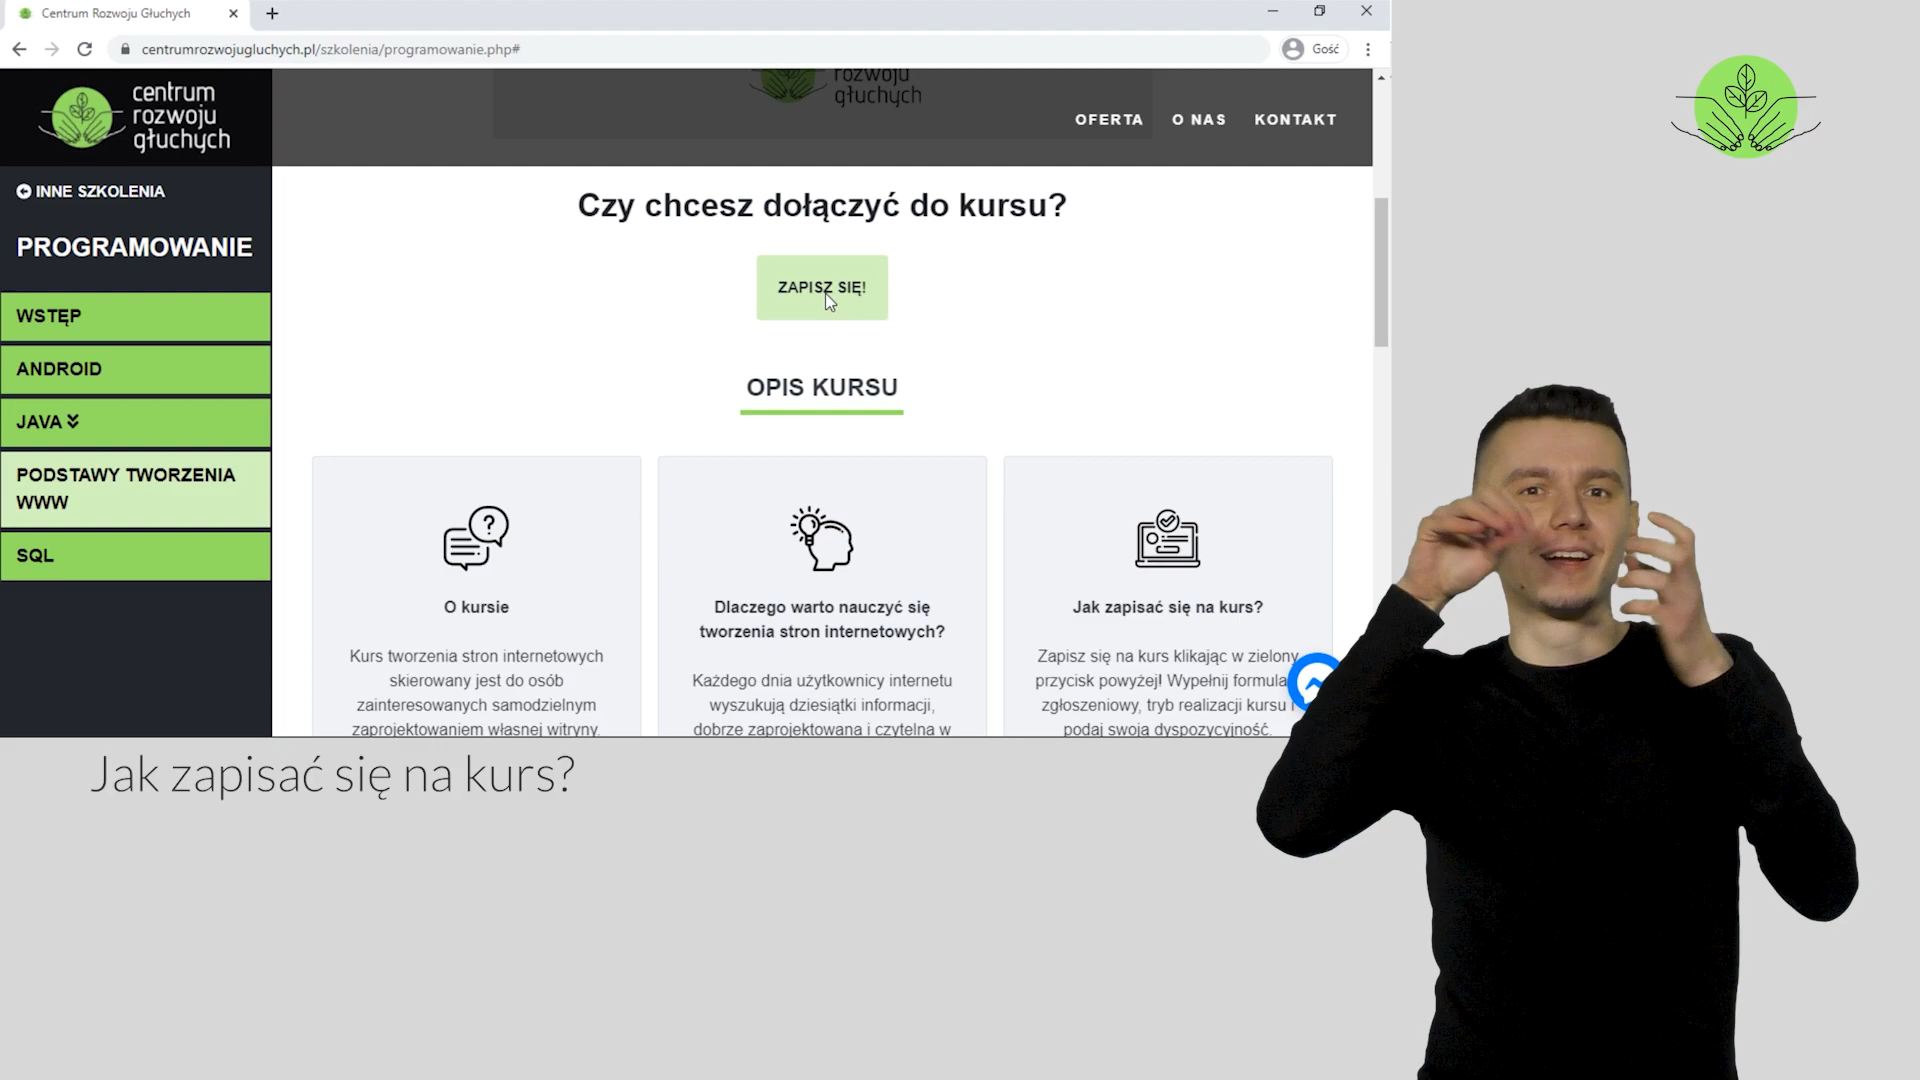 Centrum Rozwoju Głuchych
centrumrozwojugluchych.pl/szkolenia/programowanie.php#
Gość
centrum
rozwoju
głuchych
rozwoju
głuchych
OFERTA
O NAS
KONTAKT
INNE SZKOLENIA
PROGRAMOWANIE
WSTĘP
ANDROID
JAVA
PODSTAWY TWORZENIA
WWW
SQL
Czy chcesz dołączyć do kursu?
ZAPISZ SIĘ!
OPIS KURSU
O kursie
Kurs tworzenia stron internetowych
skierowany jest do osób
zainteresowanych samodzielnym
zaprojektowaniem własnej witryny.
Dlaczego warto nauczyć się
tworzenia stron internetowych?
Każdego dnia użytkownicy internetu
wyszukują dziesiątki informacji,
dobrze zaprojektowana i czytelna w
Jak zapisać się na kurs?
Zapisz się na kurs klikając w zielony
przycisk powyżej! Wypełnij formula
zgłoszeniowy, tryb realizacji kursu i
podaj swoją dyspozycyjność.
Jak zapisać się na kurs?